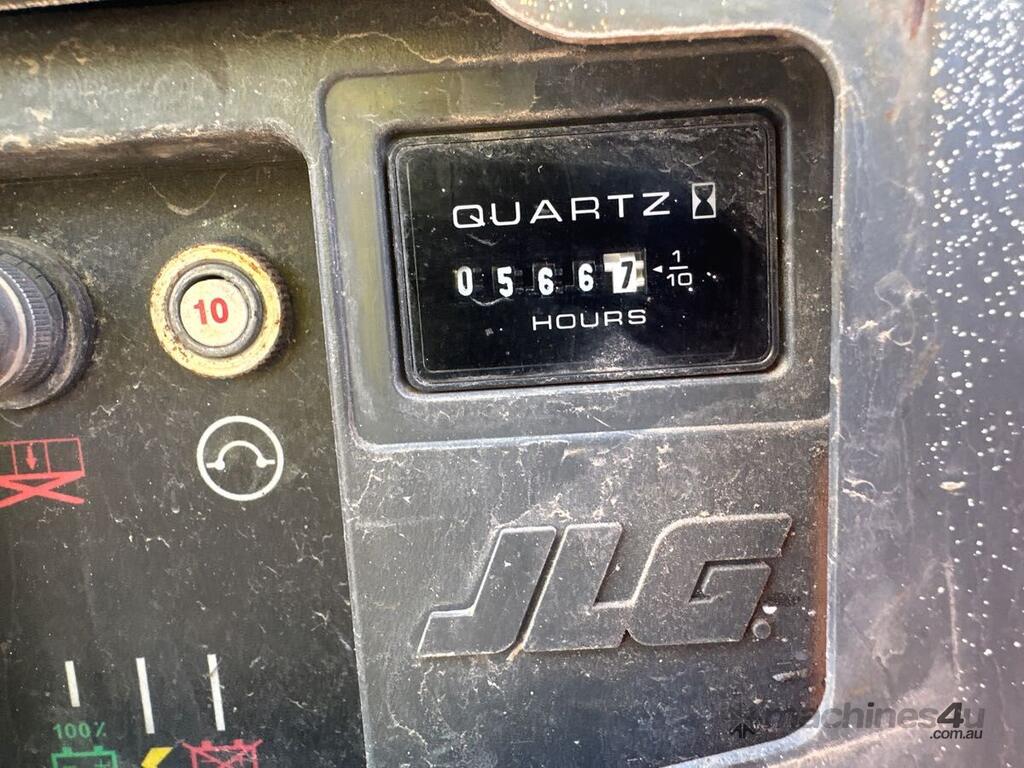 QUARTZ
05667 1/10
HOURS
10
JLG
100%
machines4u
.com.au